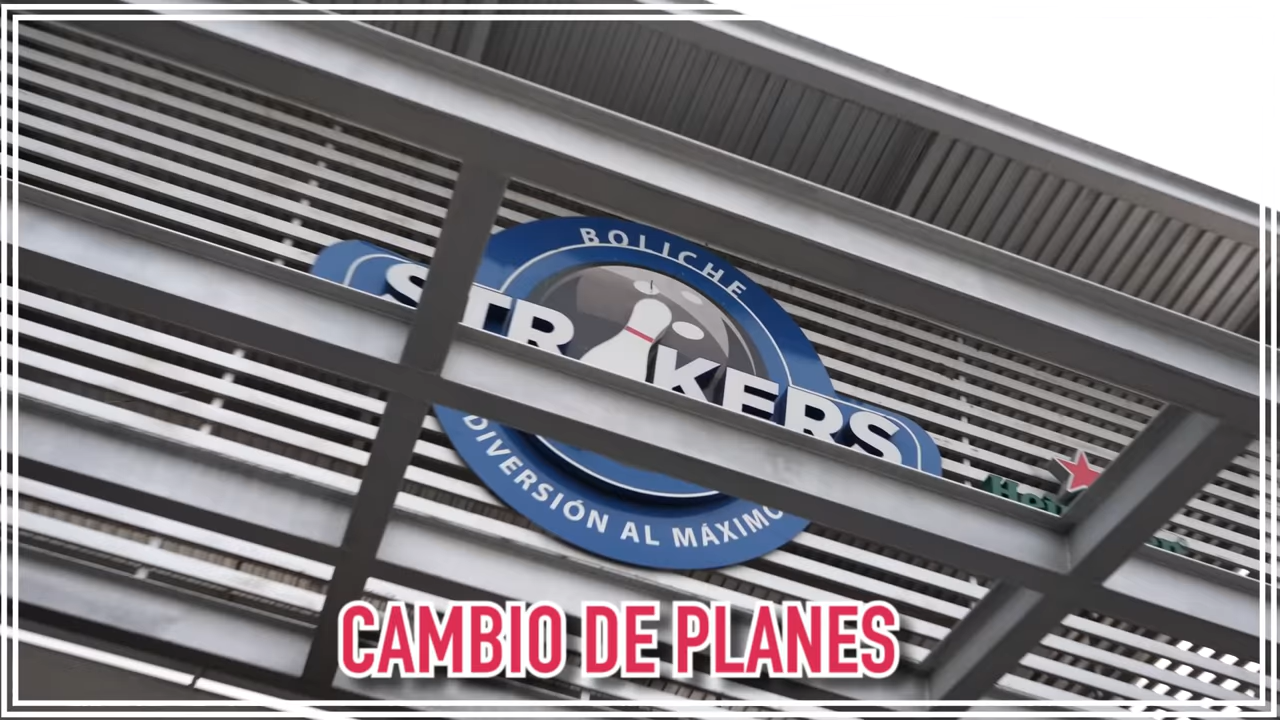 BOLICHE
STRIKERS
DIVERSIÓN AL MÁXIMO
CAMBIO DE PLANES